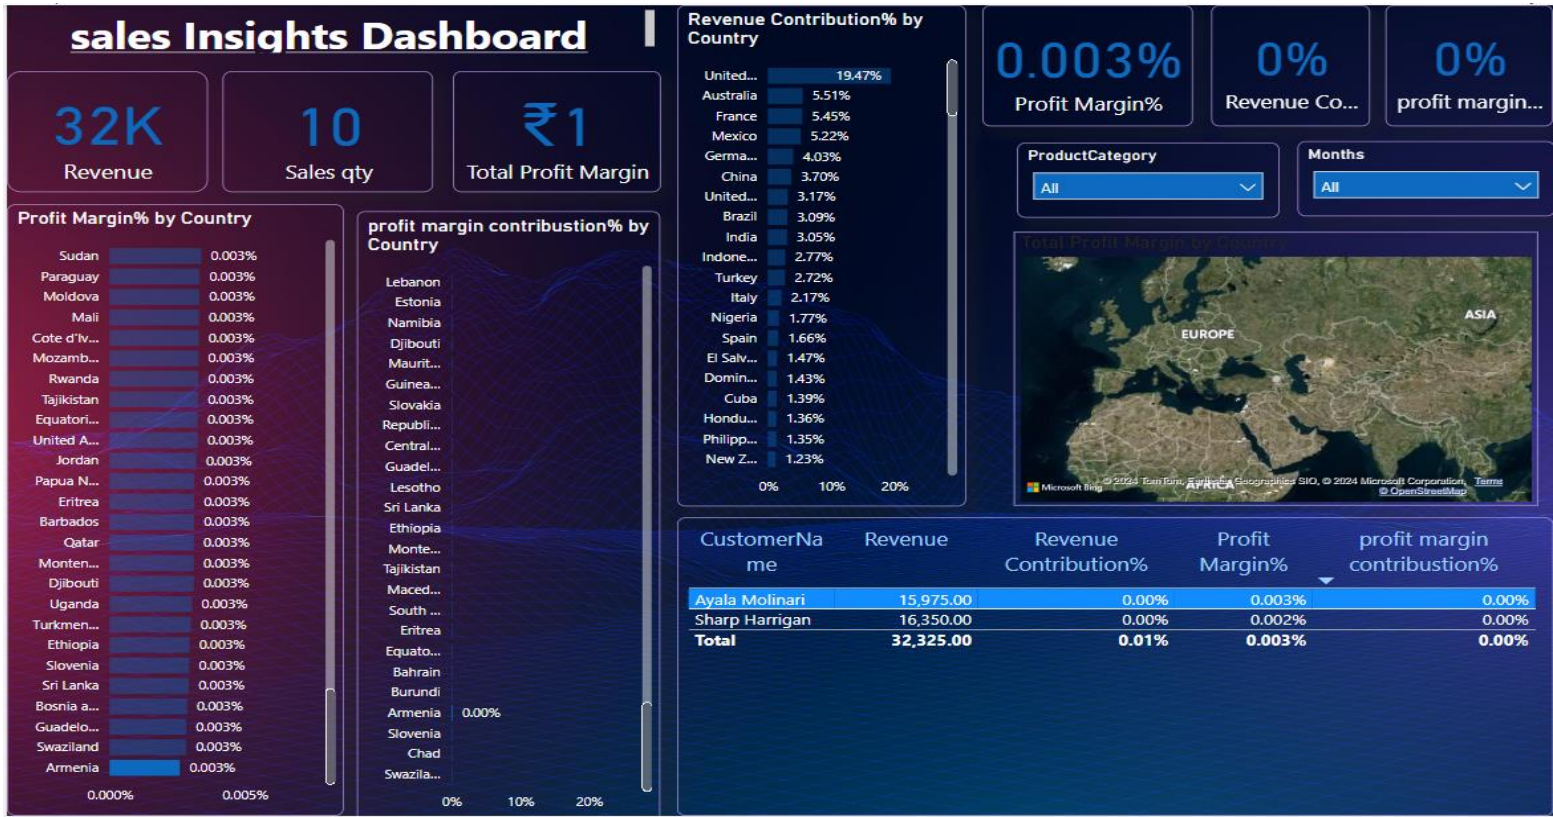 sales Insights Dashboard
32K
Revenue
10
Sales qty
₹1
Total Profit Margin
Profit Margin% by Country
Sudan 0.003%
Paraguay 0.003%
Moldova 0.003%
Mali 0.003%
Cote d'Iv... 0.003%
Mozamb... 0.003%
Rwanda 0.003%
Tajikistan 0.003%
Equatori... 0.003%
United A... 0.003%
Jordan 0.003%
Papua N... 0.003%
Eritrea 0.003%
Barbados 0.003%
Qatar 0.003%
Monten... 0.003%
Djibouti 0.003%
Uganda 0.003%
Turkmen... 0.003%
Ethiopia 0.003%
Slovenia 0.003%
Sri Lanka 0.003%
Bosnia a... 0.003%
Guadelo... 0.003%
Swaziland 0.003%
Armenia 0.003%
0.000% 0.005%
profit margin contribustion% by
Country
Lebanon
Estonia
Namibia
Djibouti
Maurit...
Guinea...
Slovakia
Republi...
Central...
Guadel...
Lesotho
Sri Lanka
Ethiopia
Monte...
Tajikistan
Maced...
South ...
Eritrea
Equato...
Bahrain
Burundi
Armenia 0.00%
Slovenia
Chad
Swazila...
0% 10% 20%
Revenue Contribution% by
Country
United... 19.47%
Australia 5.51%
France 5.45%
Mexico 5.22%
Germa... 4.03%
China 3.70%
United... 3.17%
Brazil 3.09%
India 3.05%
Indone... 2.77%
Turkey 2.72%
Italy 2.17%
Nigeria 1.77%
Spain 1.66%
El Salv... 1.47%
Domin... 1.43%
Cuba 1.39%
Hondu... 1.36%
Philipp... 1.35%
New Z... 1.23%
0% 10% 20%
0.003%
Profit Margin%
0%
Revenue Co...
0%
profit margin...
ProductCategory
All
Months
All
Total Profit Margin by Country
ASIA
EUROPE
AFRICA
Microsoft Bing
© 2024 TomTom, Earthstar Geographics SIO, © 2024 Microsoft Corporation, Terms
© OpenStreetMap
CustomerNa Revenue Revenue Profit profit margin
me Contribution% Margin% contribustion%
Ayala Molinari 15,975.00 0.00% 0.003% 0.00%
Sharp Harrigan 16,350.00 0.00% 0.002% 0.00%
Total 32,325.00 0.01% 0.003% 0.00%